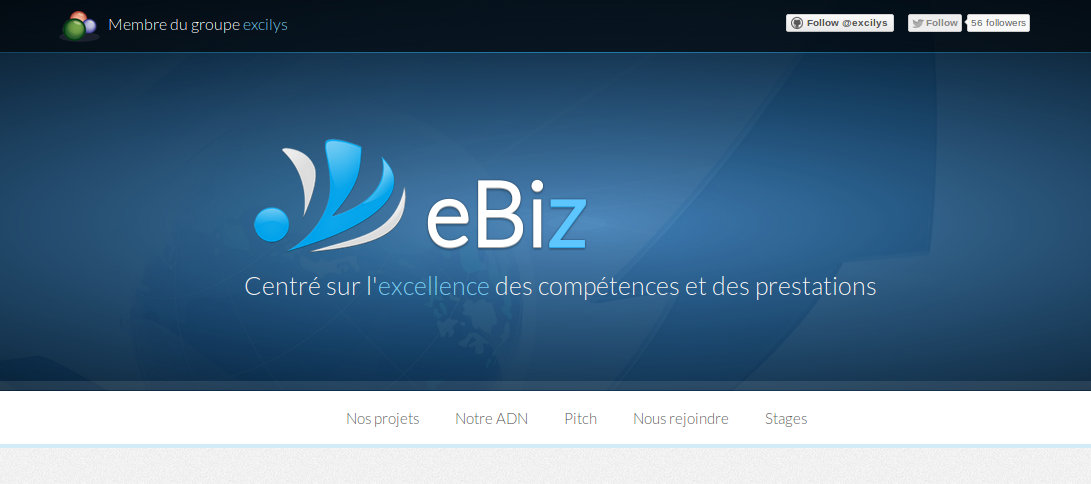 Membre du groupe excilys
Follow @excilys
Follow
56 followers
eBiz
Centré sur l'excellence des compétences et des prestations
Nos projets
Notre ADN
Pitch
Nous rejoindre
Stages